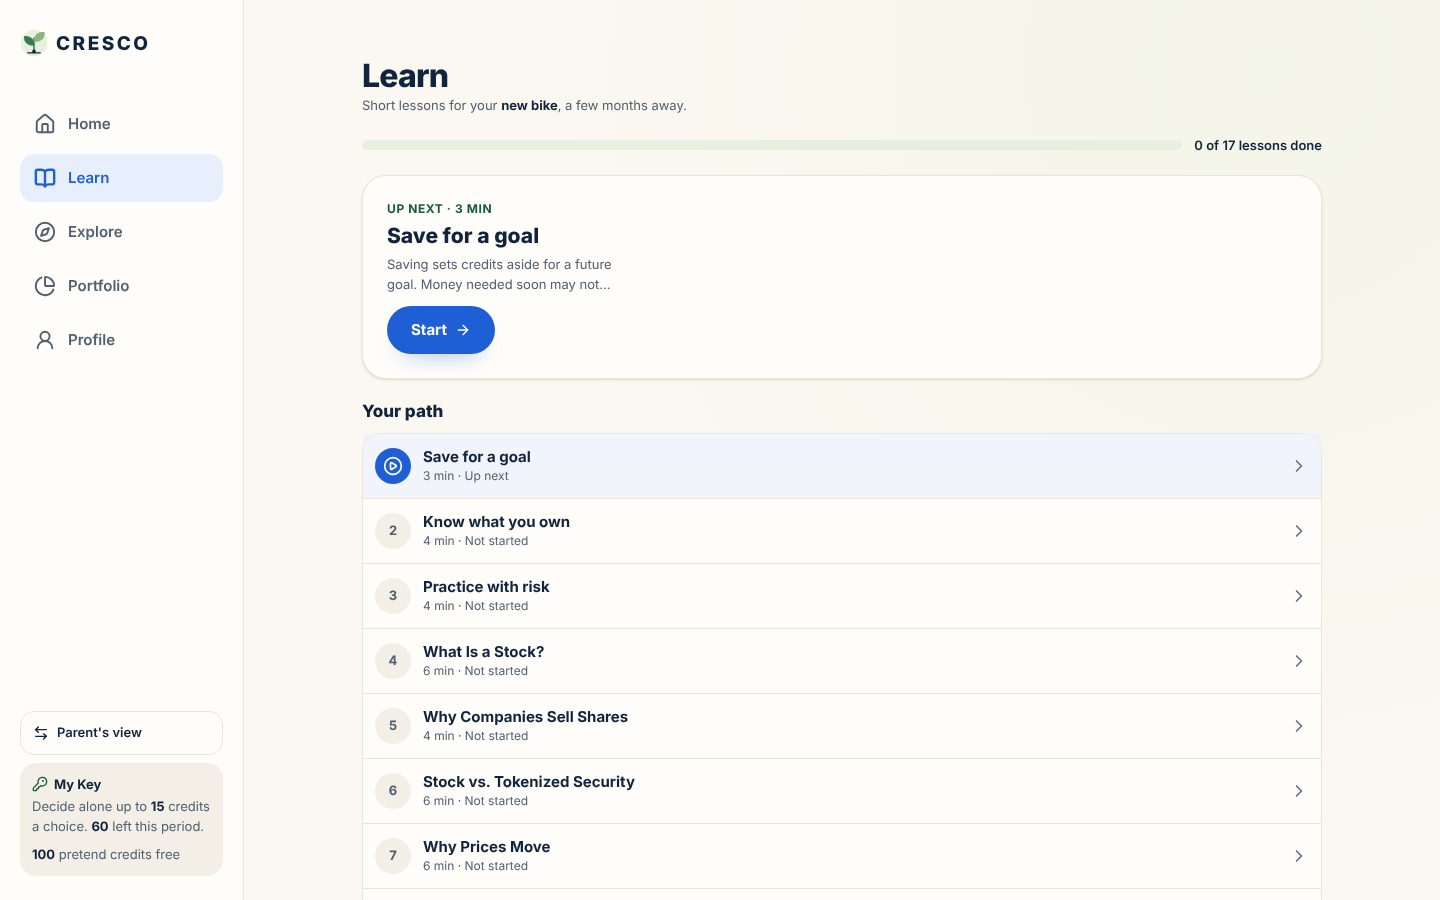 CRESCO
Home
Learn
Explore
Portfolio
Profile
Parent's view
My Key
Decide alone up to 15 credits
a choice. 60 left this period.
100 pretend credits free
Learn
Short lessons for your new bike, a few months away.
0 of 17 lessons done
UP NEXT · 3 MIN
Save for a goal
Saving sets credits aside for a future
goal. Money needed soon may not...
Start
Your path
Save for a goal
3 min · Up next
2
Know what you own
4 min · Not started
3
Practice with risk
4 min · Not started
4
What Is a Stock?
6 min · Not started
5
Why Companies Sell Shares
4 min · Not started
6
Stock vs. Tokenized Security
6 min · Not started
7
Why Prices Move
6 min · Not started